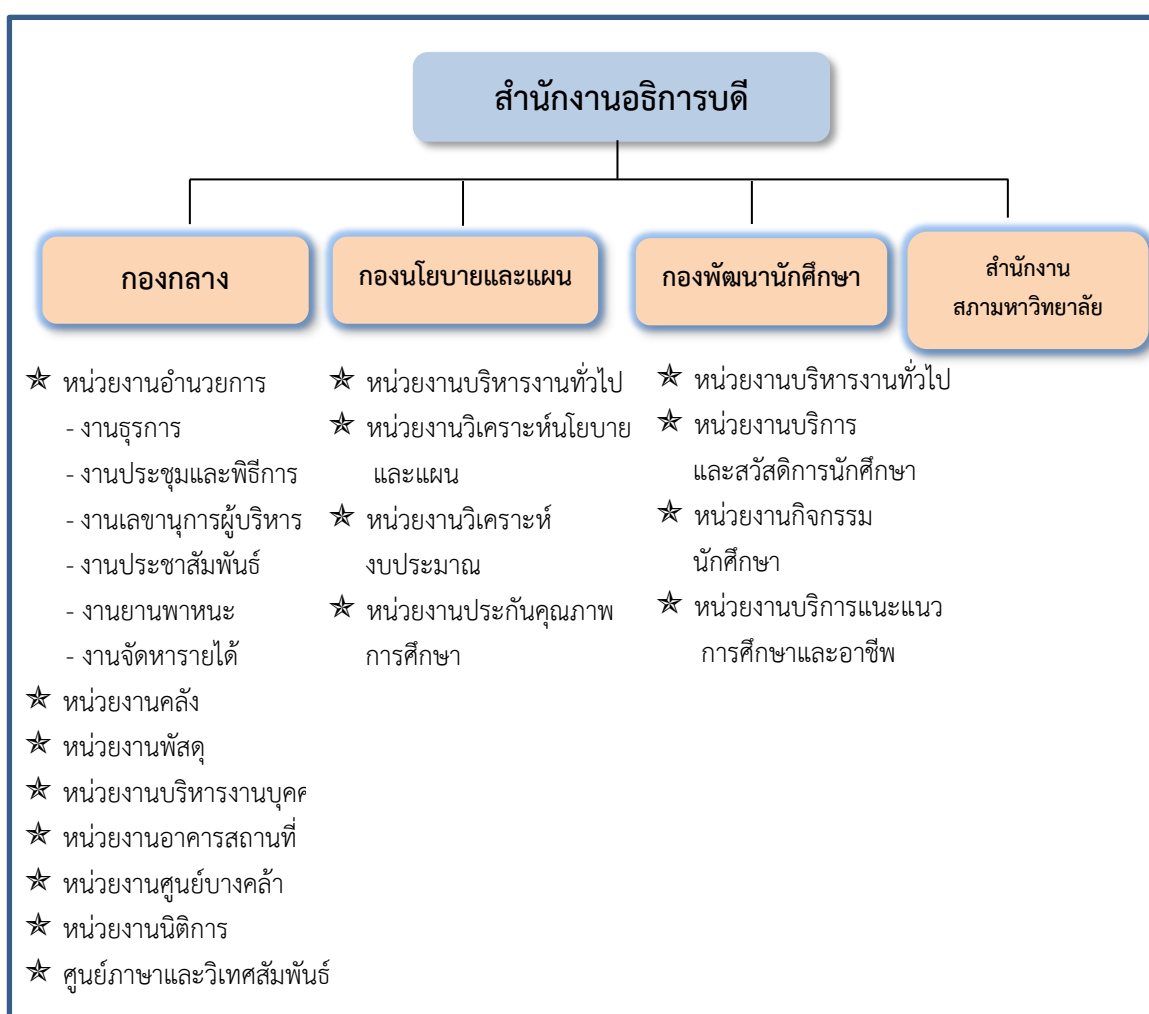 สำนักงานอธิการบดี
กองกลาง
กองนโยบายและแผน
กองพัฒนานักศึกษา
สำนักงาน
สภามหาวิทยาลัย
✯ หน่วยงานอำนวยการ
- งานธุรการ
- งานประชุมและพิธีการ
- งานเลขานุการผู้บริหาร
- งานประชาสัมพันธ์
- งานยานพาหนะ
- งานจัดหารายได้
✯ หน่วยงานคลัง
✯ หน่วยงานพัสดุ
✯ หน่วยงานบริหารงานบุคค
✯ หน่วยงานอาคารสถานที่
✯ หน่วยงานศูนย์บางคล้า
✯ หน่วยงานนิติการ
✯ ศูนย์ภาษาและวิเทศสัมพันธ์
✯ หน่วยงานบริหารงานทั่วไป
✯ หน่วยงานวิเคราะห์นโยบาย
และแผน
✯ หน่วยงานวิเคราะห์
งบประมาณ
✯ หน่วยงานประกันคุณภาพ
การศึกษา
✯ หน่วยงานบริหารงานทั่วไป
✯ หน่วยงานบริการ
และสวัสดิการนักศึกษา
✯ หน่วยงานกิจกรรม
นักศึกษา
✯ หน่วยงานบริการแนะแนว
การศึกษาและอาชีพ